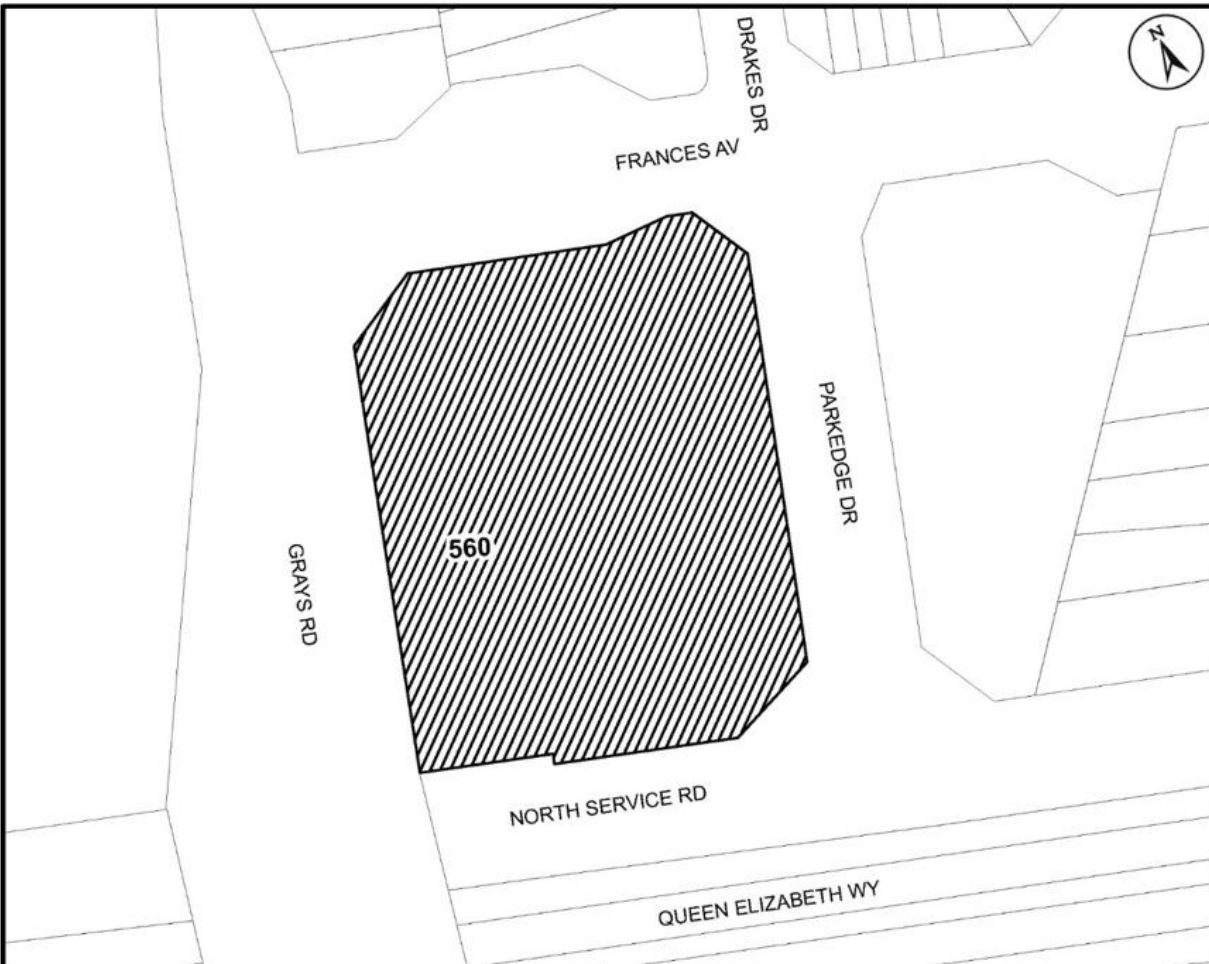 DRAKES DR
N
FRANCES AV
PARKEDGE DR
560
GRAYS RD
NORTH SERVICE RD
QUEEN ELIZABETH WY